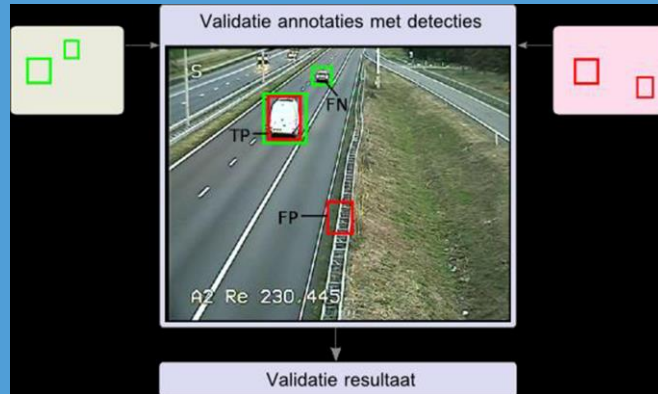 Validatie annotaties met detecties
S
FN
TP
FP
A2 Re 230.445
Validatie resultaat